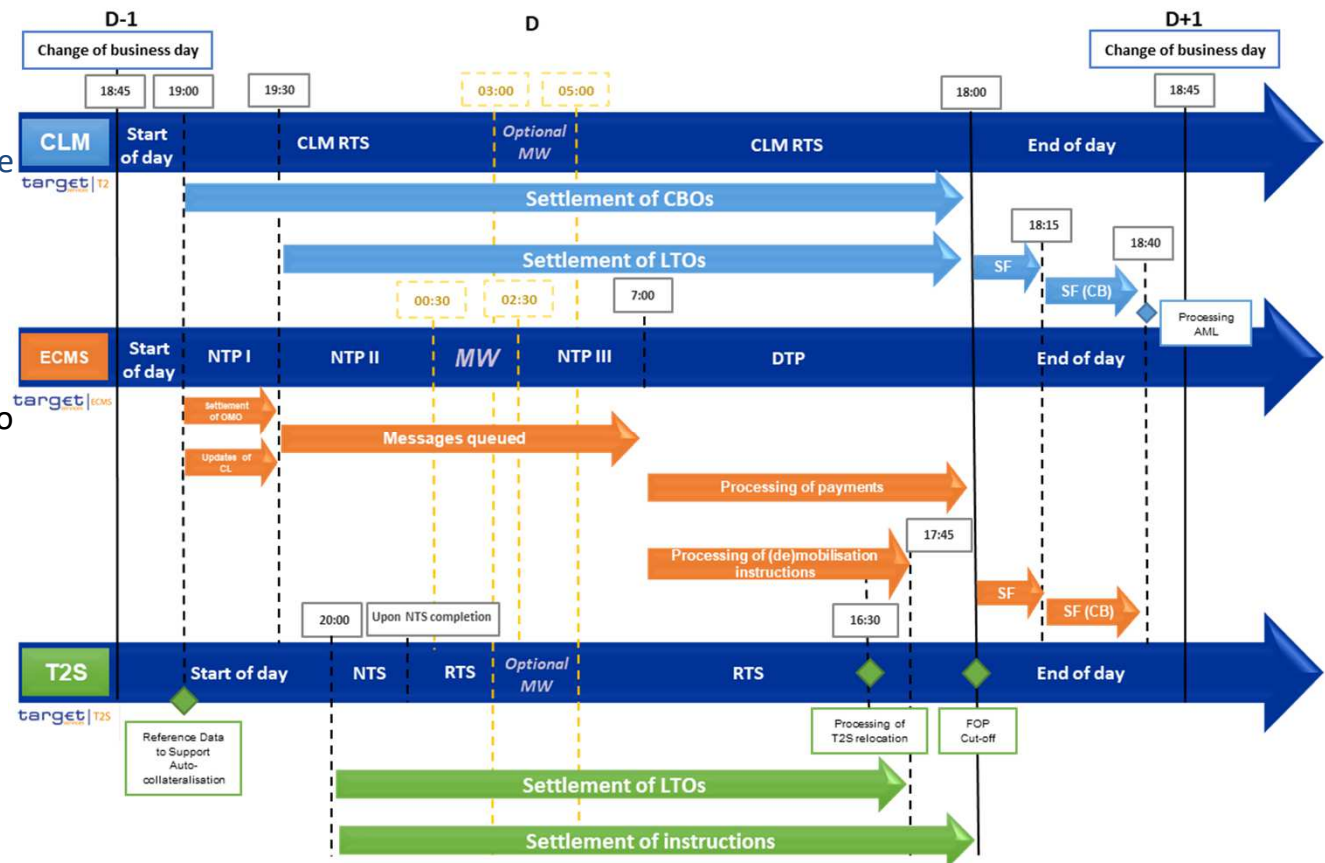 D-1
D
D+1
Change of business day
Change of business day
18:45
19:00
19:30
03:00
05:00
18:00
18:45
CLM
Start
of day
CLM RTS
Optional
MW
CLM RTS
End of day
e
target|T2
Settlement of CBOs
18:15
18:40
Settlement of LTOs
SF
SF (CB)
00:30
02:30
7:00
Processing
AML
ECMS
Start
of day
NTP I
NTP II
MW
NTP III
DTP
End of day
target|ECMS
o
Settlement
of OMO
Messages queued
Updates of
CL
Processing of payments
17:45
Processing of (de)mobilisation
instructions
SF
SF (CB)
20:00
Upon NTS completion
16:30
T2S
Start of day
NTS
RTS
Optional
MW
RTS
End of day
target|T2S
Reference Data
to Support
Auto-
collateralisation
Processing of
T2S relocation
FOP
Cut-off
Settlement of LTOs
Settlement of instructions